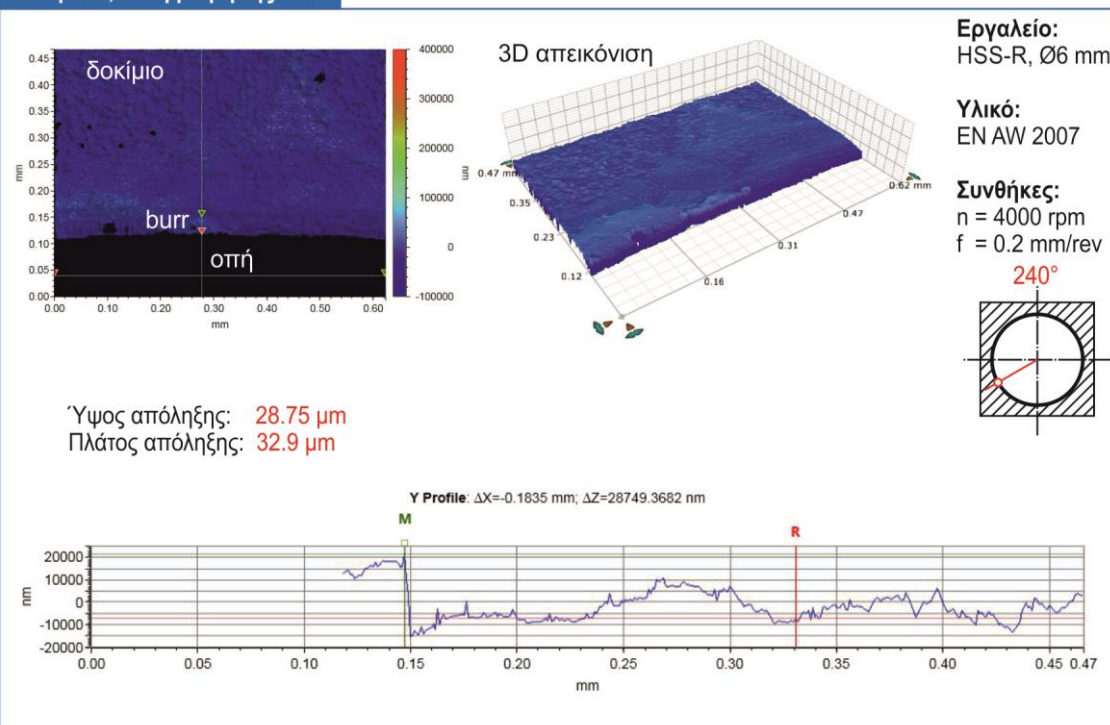 δοκίμιο
burr
οπή
0.45
0.40
0.35
0.30
0.25
0.20
0.15
0.10
0.05
0.00
mm
0.00 0.10 0.20 0.30 0.40 0.50 0.60
mm
400000
300000
200000
100000
0
-100000
nm
3D απεικόνιση
0.47 mm
0.35
0.23
0.12
0.16
0.31
0.47
0.62 mm
Εργαλείο:
HSS-R, Ø6 mm
Υλικό:
EN AW 2007
Συνθήκες:
n = 4000 rpm
f = 0.2 mm/rev
240°
Ύψος απόληξης: 28.75 μm
Πλάτος απόληξης: 32.9 μm
Y Profile: ΔX=-0.1835 mm; ΔZ=28749.3682 nm
M
R
20000
10000
0
-10000
-20000
nm
0.00 0.05 0.10 0.15 0.20 0.25 0.30 0.35 0.40 0.45 0.47
mm